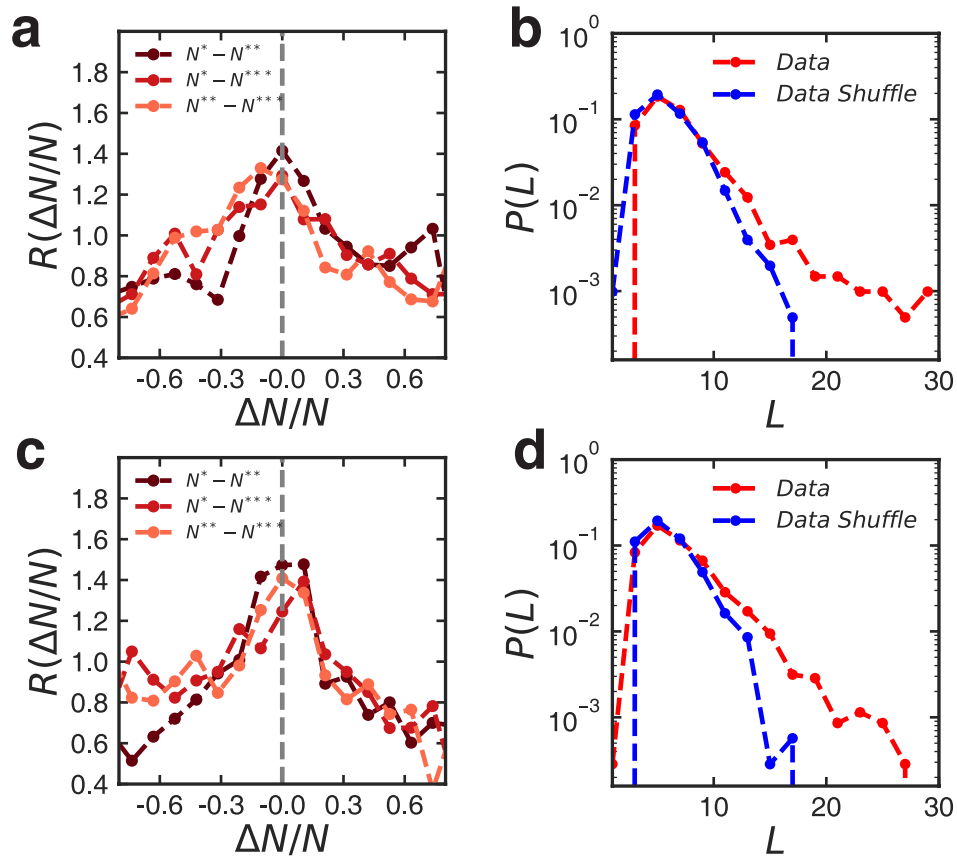 a
N* − N**
N* − N***
N** − N***
R(ΔN/N)
1.8
1.6
1.4
1.2
1.0
0.8
0.6
0.4
-0.6 -0.3 -0.0 0.3 0.6
ΔN/N
b
Data
Data Shuffle
P(L)
10⁰
10⁻¹
10⁻²
10⁻³
10 20 30
L
c
N* − N**
N* − N***
N** − N***
R(ΔN/N)
1.8
1.6
1.4
1.2
1.0
0.8
0.6
0.4
-0.6 -0.3 -0.0 0.3 0.6
ΔN/N
d
Data
Data Shuffle
P(L)
10⁰
10⁻¹
10⁻²
10⁻³
10 20 30
L